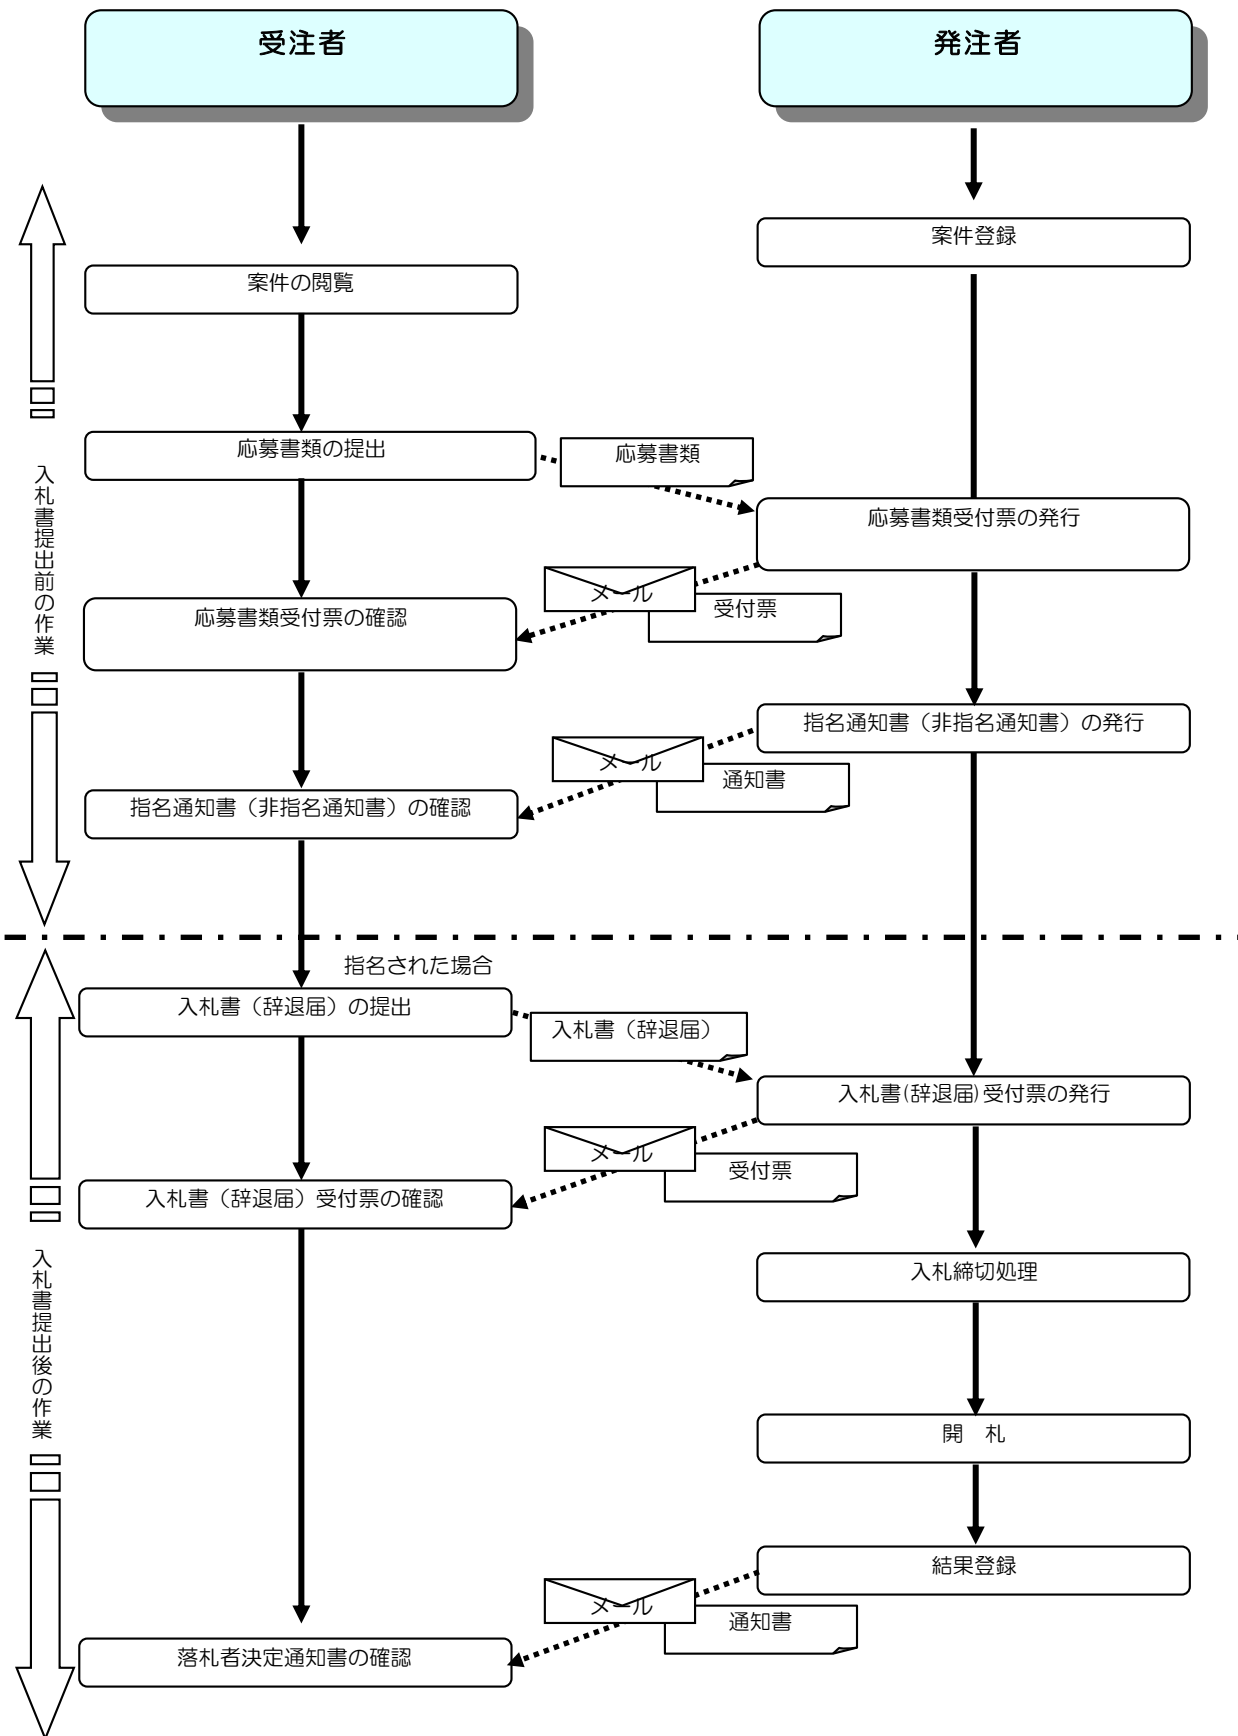 受注者
発注者
案件登録
案件の閲覧
応募書類の提出
応募書類
応募書類受付票の発行
メール
受付票
応募書類受付票の確認
入札書提出前の作業
指名通知書（非指名通知書）の発行
メール
通知書
指名通知書（非指名通知書）の確認
指名された場合
入札書（辞退届）の提出
入札書（辞退届）
入札書(辞退届)受付票の発行
メール
受付票
入札書（辞退届）受付票の確認
入札締切処理
入札書提出後の作業
開　札
結果登録
メール
通知書
落札者決定通知書の確認